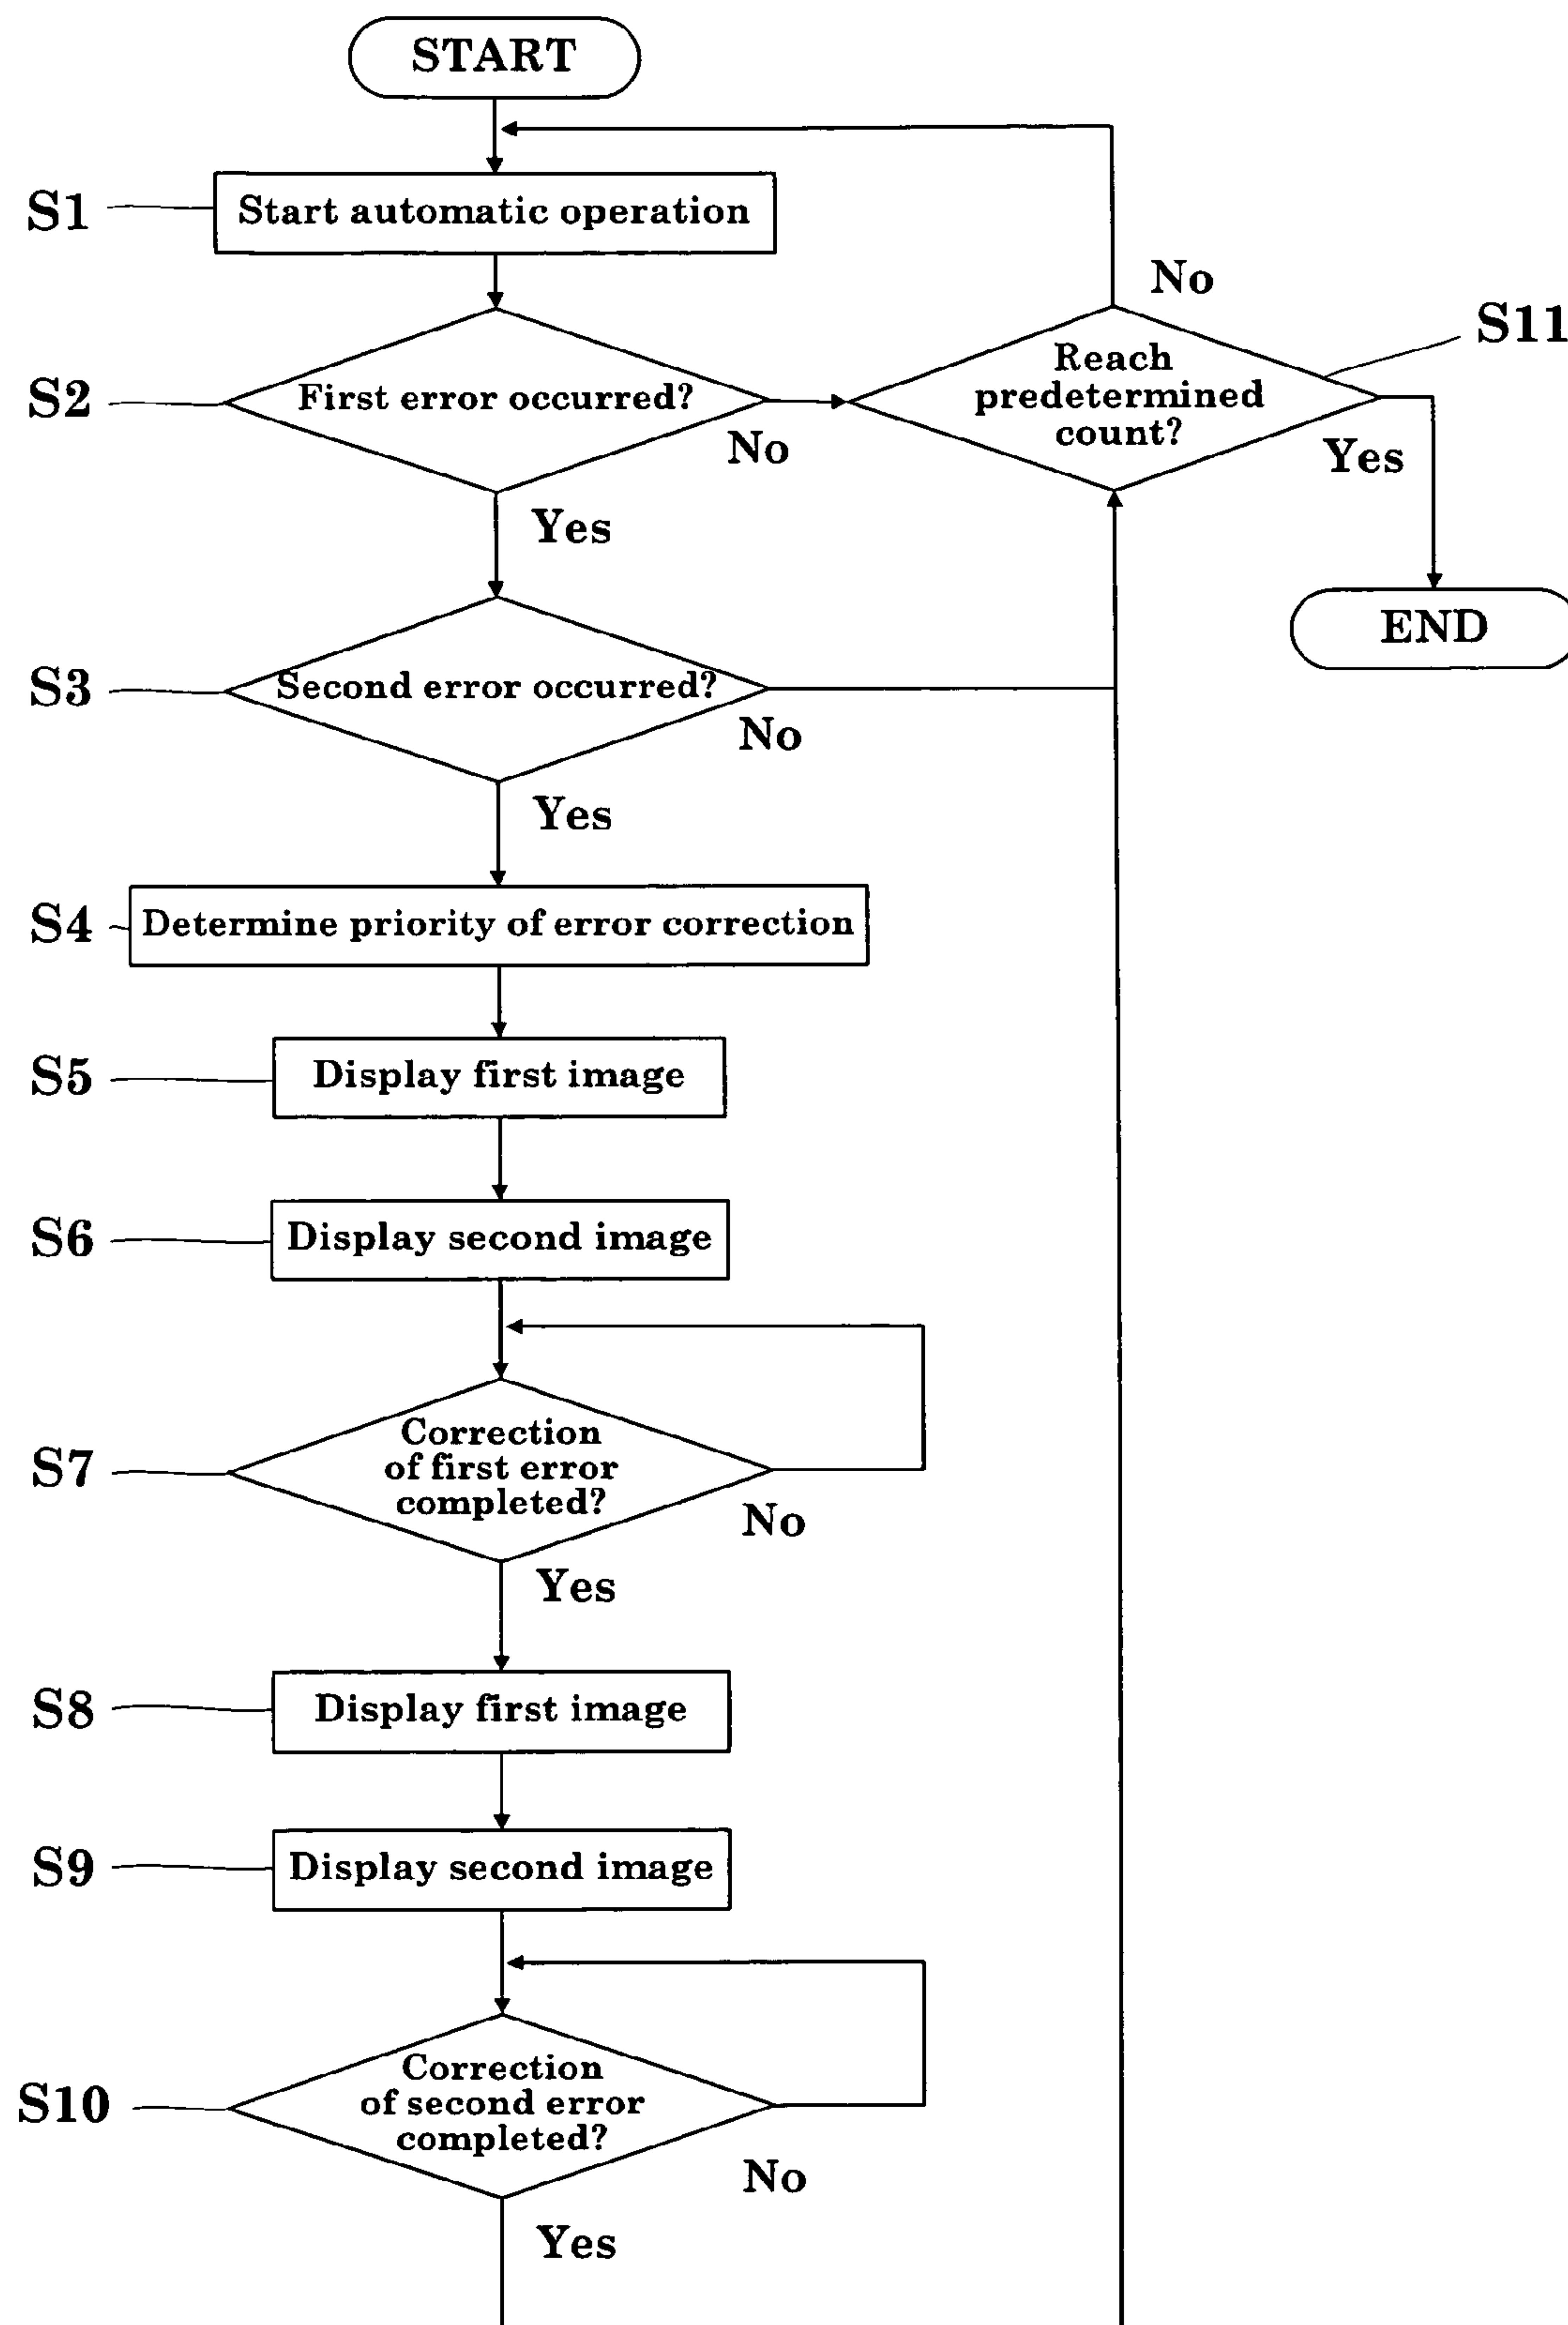 START
S1
Start automatic operation
No
S11
S2
First error occurred?
Reach
predetermined
count?
No
Yes
Yes
END
S3
Second error occurred?
No
Yes
S4
Determine priority of error correction
S5
Display first image
S6
Display second image
S7
Correction
of first error
completed?
No
Yes
S8
Display first image
S9
Display second image
S10
Correction
of second error
completed?
No
Yes